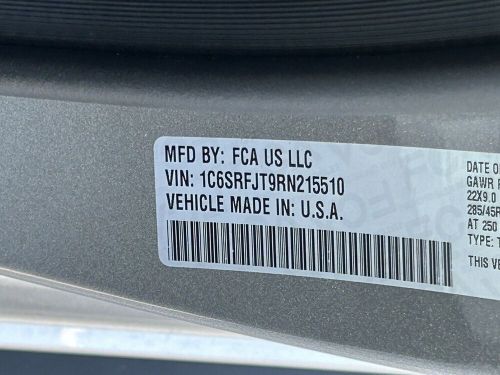 MFD BY: FCA US LLC
VIN: 1C6SRFJT9RN215510
VEHICLE MADE IN: U.S.A.
DATE O
GAWR
22X9.0
285/45R
AT 250
TYPE: T
THIS VE